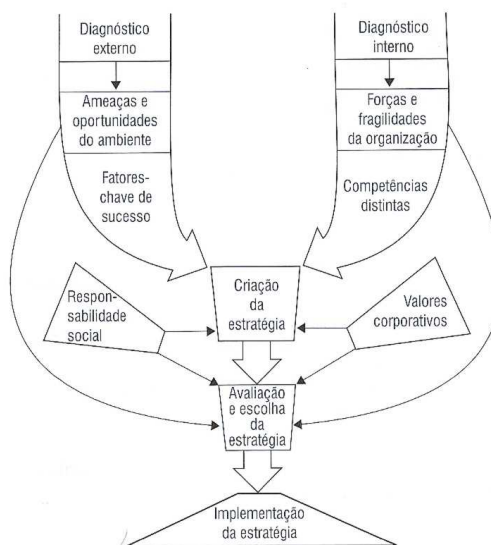 Diagnóstico
externo
Diagnóstico
interno
Ameaças e
oportunidades
do ambiente
Forças e
fragilidades
da organização
Fatores-
chave de
sucesso
Competências
distintas
Criação
da
estratégia
Respon-
sabilidade
social
Valores
corporativos
Avaliação
e escolha
da
estratégia
Implementação
da estratégia